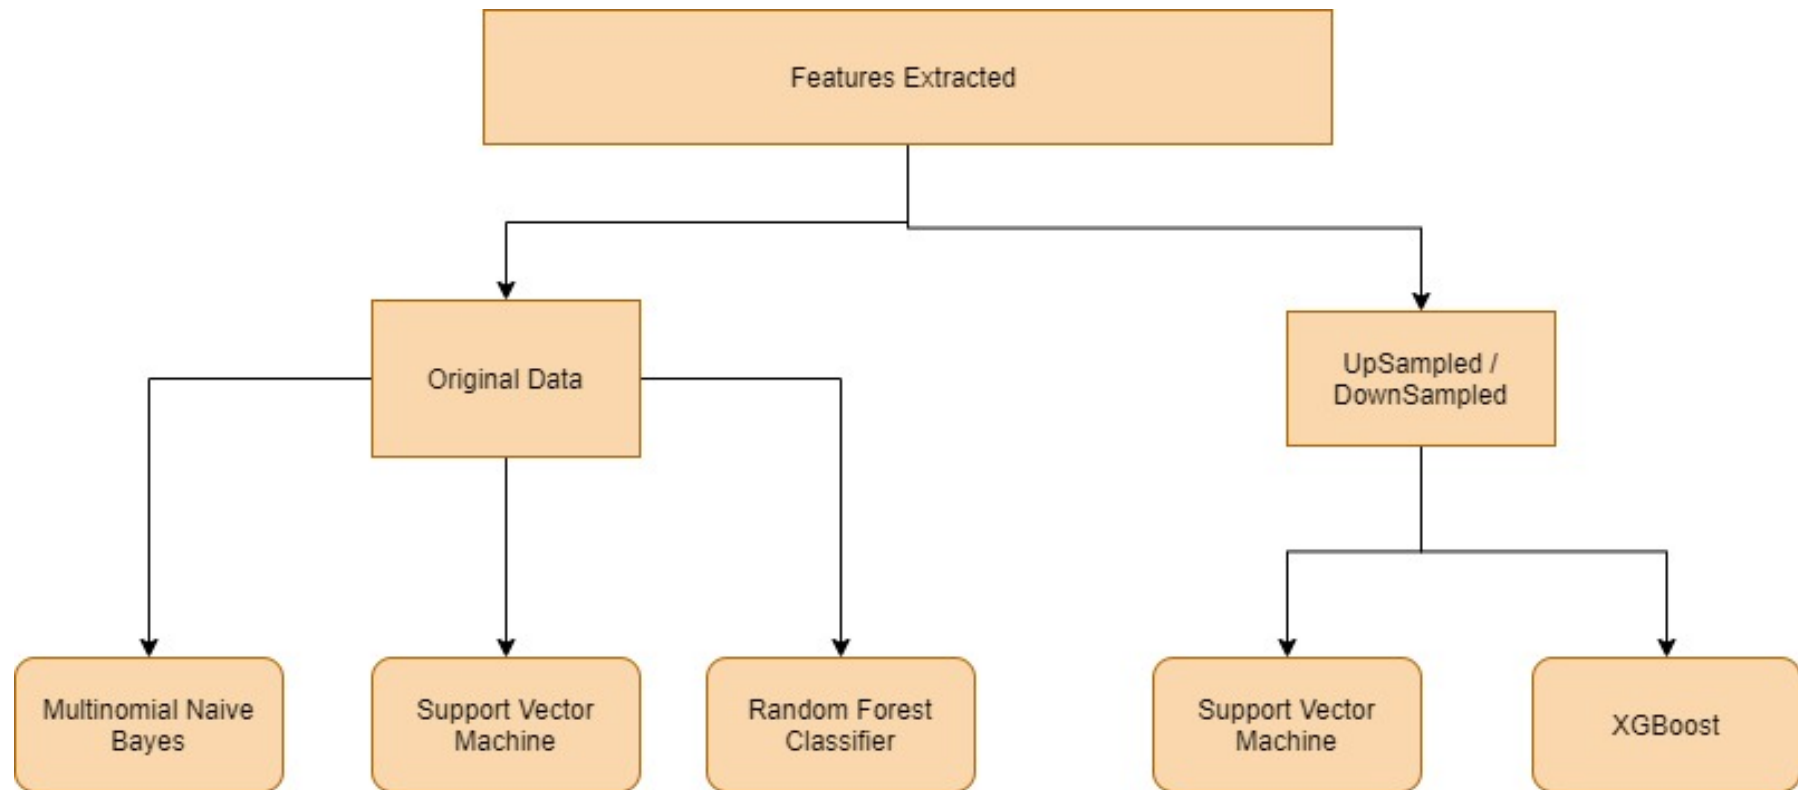 Features Extracted
Original Data
UpSampled /
DownSampled
Multinomial Naive
Bayes
Support Vector
Machine
Random Forest
Classifier
Support Vector
Machine
XGBoost